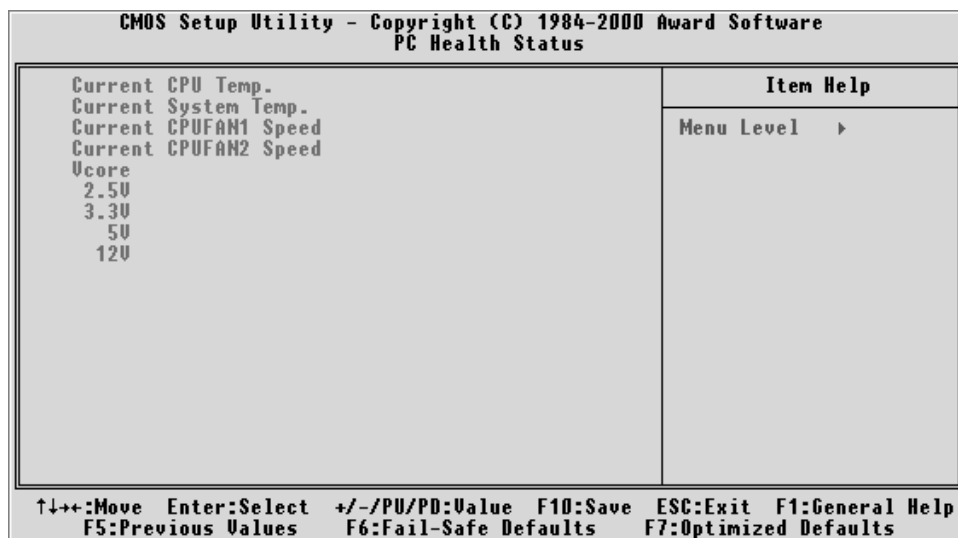 CMOS Setup Utility - Copyright (C) 1984-2000 Award Software
PC Health Status
Current CPU Temp.
Current System Temp.
Current CPUFAN1 Speed
Current CPUFAN2 Speed
Vcore
2.5V
3.3V
5V
12V
Item Help
Menu Level ▸
↑↓→←:Move Enter:Select +/-/PU/PD:Value F10:Save ESC:Exit F1:General Help
F5:Previous Values F6:Fail-Safe Defaults F7:Optimized Defaults